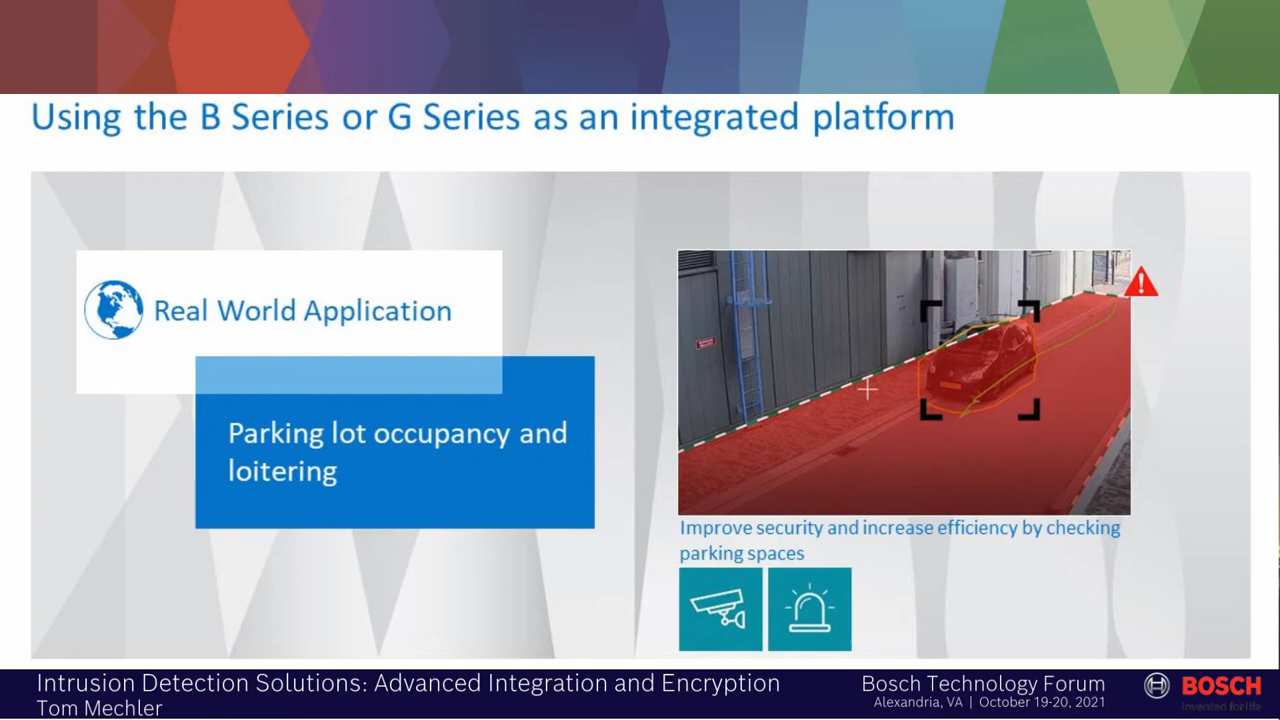 Using the B Series or G Series as an integrated platform
Real World Application
Parking lot occupancy and
loitering
Improve security and increase efficiency by checking
parking spaces
Intrusion Detection Solutions: Advanced Integration and Encryption
Tom Mechler
Bosch Technology Forum
Alexandria, VA | October 19-20, 2021
BOSCH
Invented for life